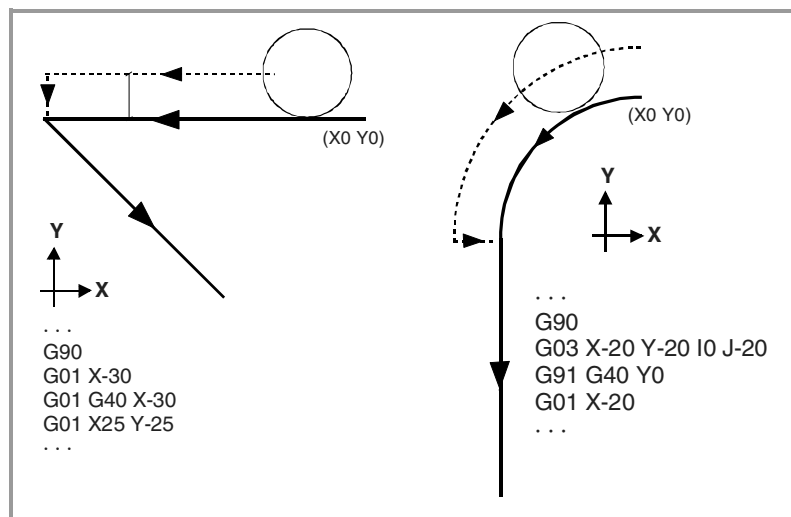 (X0 Y0)
Y
X
. . .
G90
G01 X-30
G01 G40 X-30
G01 X25 Y-25
. . .
(X0 Y0)
Y
X
. . .
G90
G03 X-20 Y-20 I0 J-20
G91 G40 Y0
G01 X-20
. . .